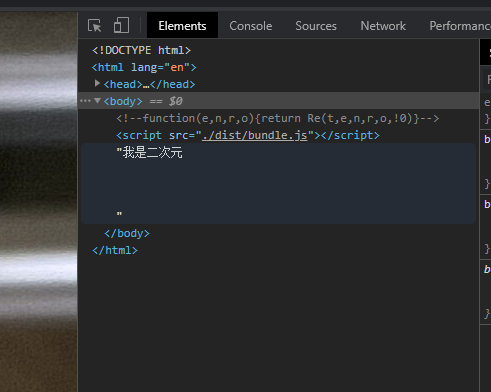 Elements Console Sources Network Performanc
<!DOCTYPE html>
<html lang="en">
<head>…</head>
<body> == $0
<!--function(e,n,r,o){return Re(t,e,n,r,o,!0)}-->
<script src="./dist/bundle.js"></script>
"我是二次元
"
</body>
</html>
e
}
b
}
b
}
b
}